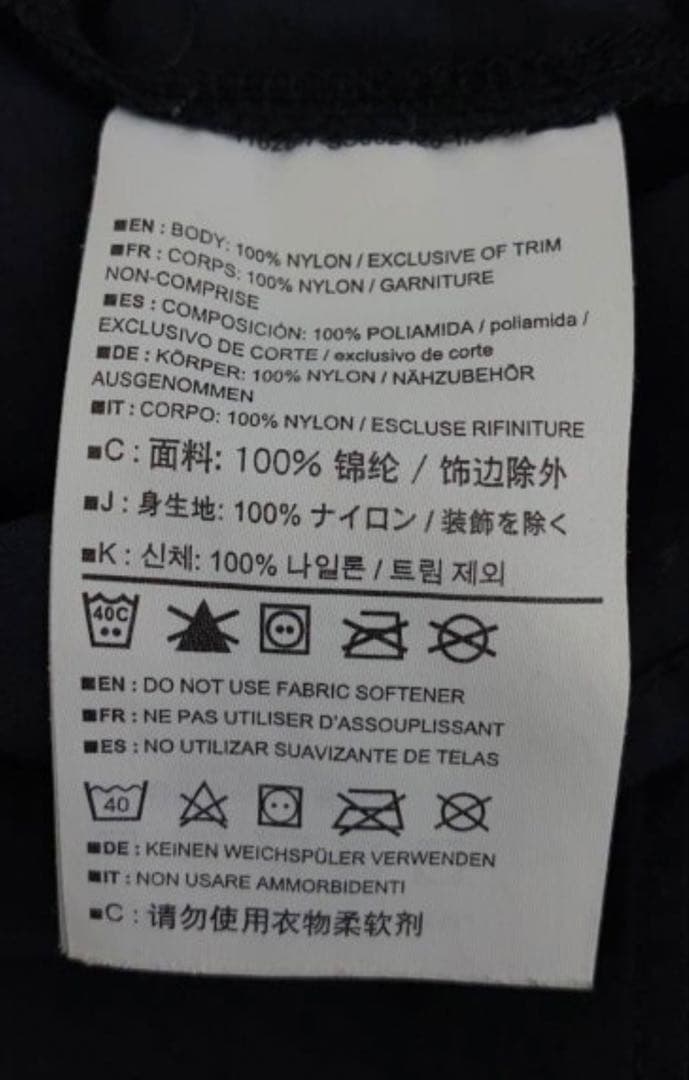 ■EN : BODY: 100% NYLON / EXCLUSIVE OF TRIM
■FR : CORPS: 100% NYLON / GARNITURE
NON-COMPRISE
■ES : COMPOSICIÓN: 100% POLIAMIDA / poliamida /
EXCLUSIVO DE CORTE / exclusivo de corte
■DE : KÖRPER: 100% NYLON / NÄHZUBEHÖR
AUSGENOMMEN
■IT : CORPO: 100% NYLON / ESCLUSE RIFINITURE
■C : 面料: 100% 锦纶 / 饰边除外
■J : 身生地: 100% ナイロン / 装飾を除く
■K : 신체: 100% 나일론 / 트림 제외
40C
■EN : DO NOT USE FABRIC SOFTENER
■FR : NE PAS UTILISER D'ASSOUPLISSANT
■ES : NO UTILIZAR SUAVIZANTE DE TELAS
40
■DE : KEINEN WEICHSPÜLER VERWENDEN
■IT : NON USARE AMMORBIDENTI
■C : 请勿使用衣物柔软剂